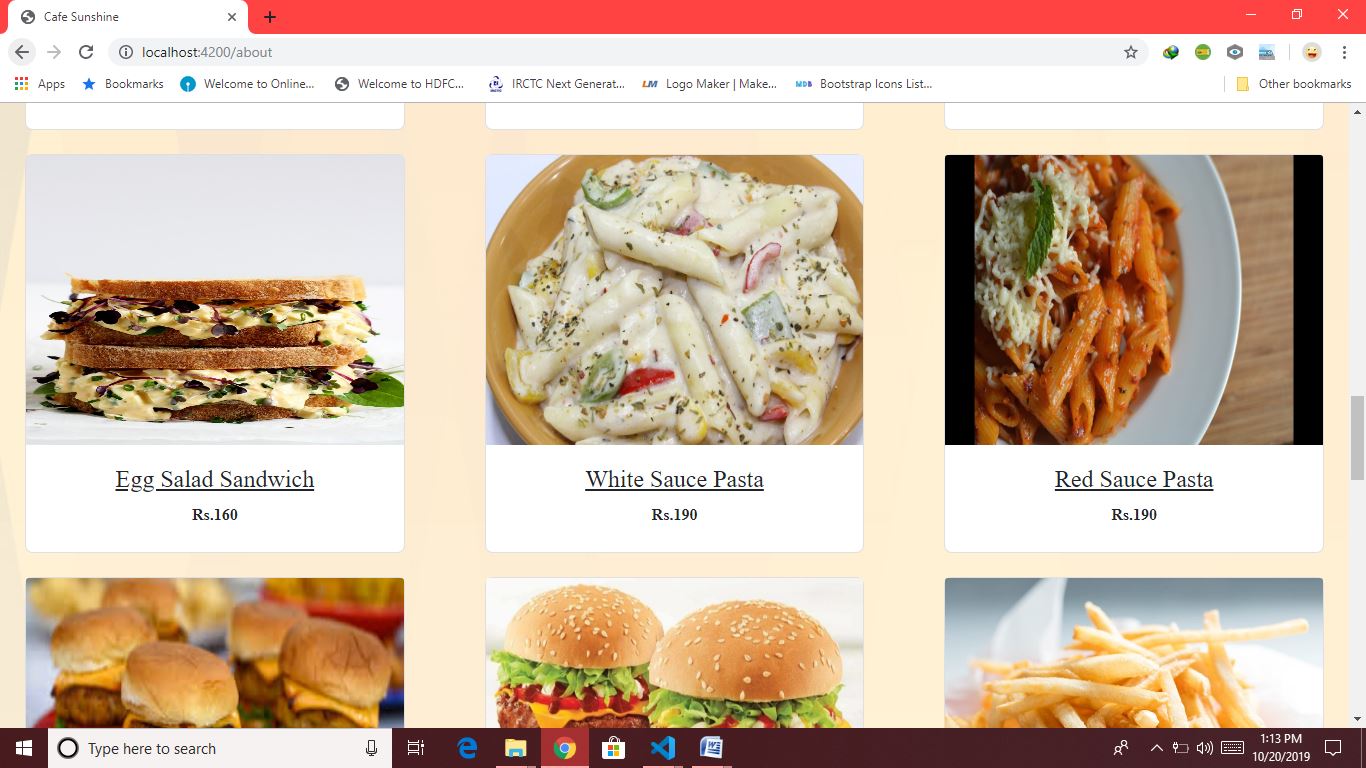 Cafe Sunshine
localhost:4200/about
Apps Bookmarks Welcome to Online... Welcome to HDFC... IRCTC Next Generat... LM Logo Maker | Make... MDB Bootstrap Icons List... Other bookmarks
Egg Salad Sandwich White Sauce Pasta Red Sauce Pasta
Rs.160 Rs.190 Rs.190
Type here to search
1:13 PM
10/20/2019